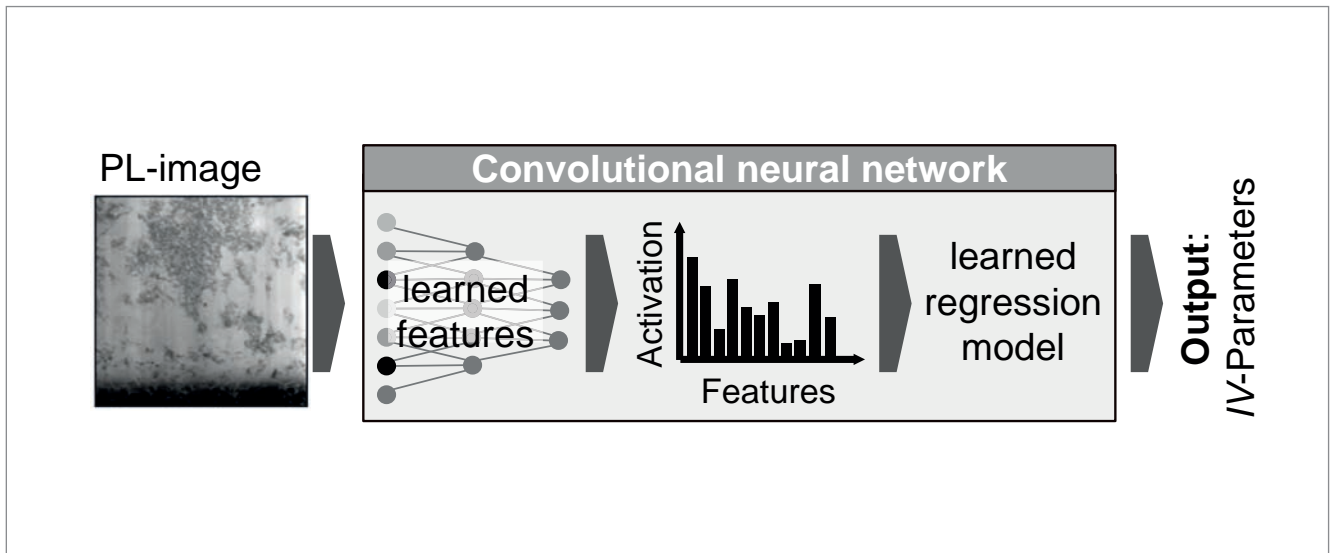 PL-image
Convolutional neural network
learned
features
Activation
Features
learned
regression
model
Output:
IV-Parameters